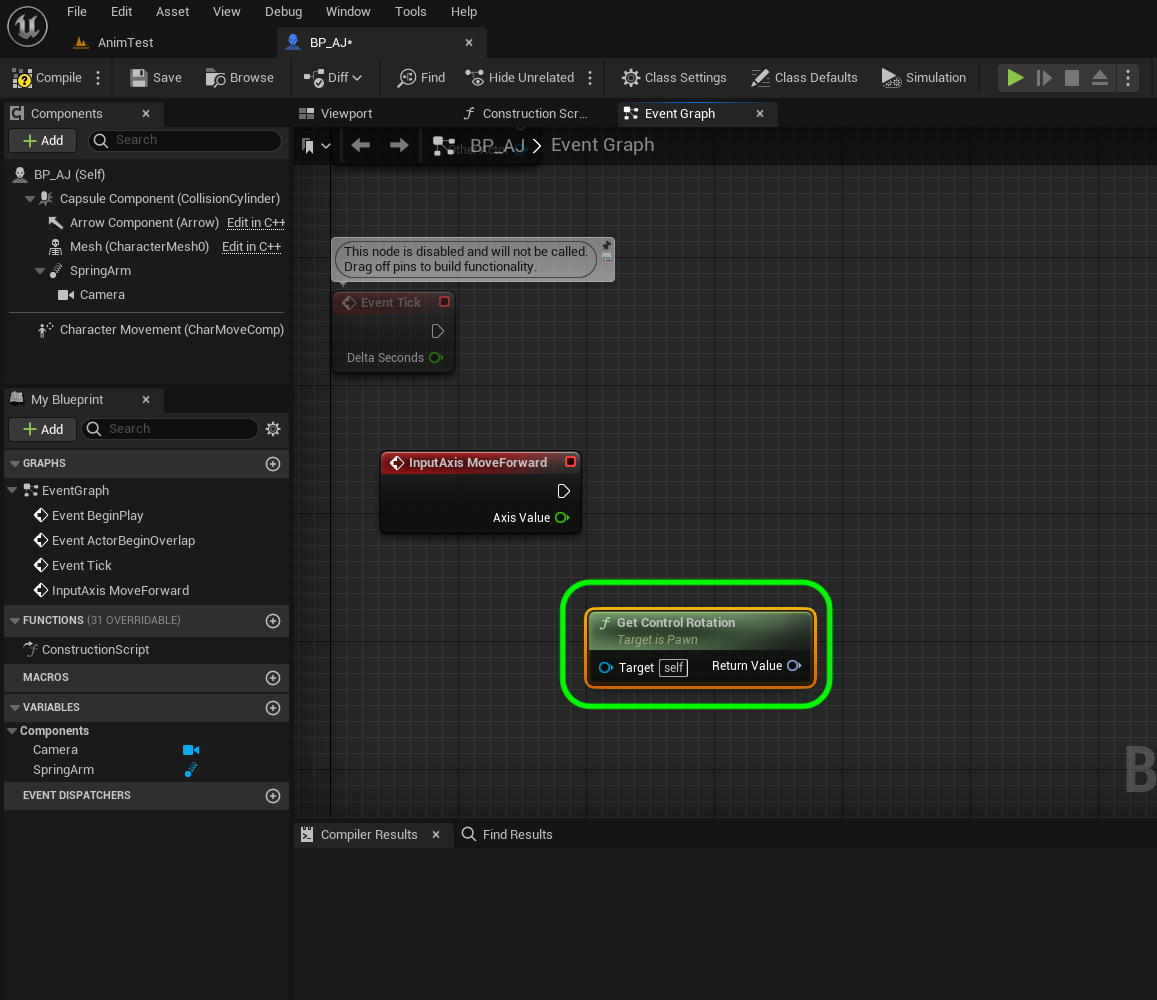 File Edit Asset View Debug Window Tools Help
AnimTest
BP_AJ*
Compile Save Browse Diff Find Hide Unrelated Class Settings Class Defaults Simulation
Components
Viewport
Construction Scr...
Event Graph
Add
Search
BP_AJ
Event Graph
BP_AJ (Self)
Capsule Component (CollisionCylinder)
Arrow Component (Arrow) Edit in C++
Mesh (CharacterMesh0) Edit in C++
SpringArm
Camera
Character Movement (CharMoveComp)
My Blueprint
Add
Search
GRAPHS
EventGraph
Event BeginPlay
Event ActorBeginOverlap
Event Tick
InputAxis MoveForward
FUNCTIONS (31 OVERRIDABLE)
ConstructionScript
MACROS
VARIABLES
Components
Camera
SpringArm
EVENT DISPATCHERS
This node is disabled and will not be called.
Drag off pins to build functionality.
Event Tick
Delta Seconds
InputAxis MoveForward
Axis Value
Get Control Rotation
Target is Pawn
Target self Return Value
B
Compiler Results
Find Results